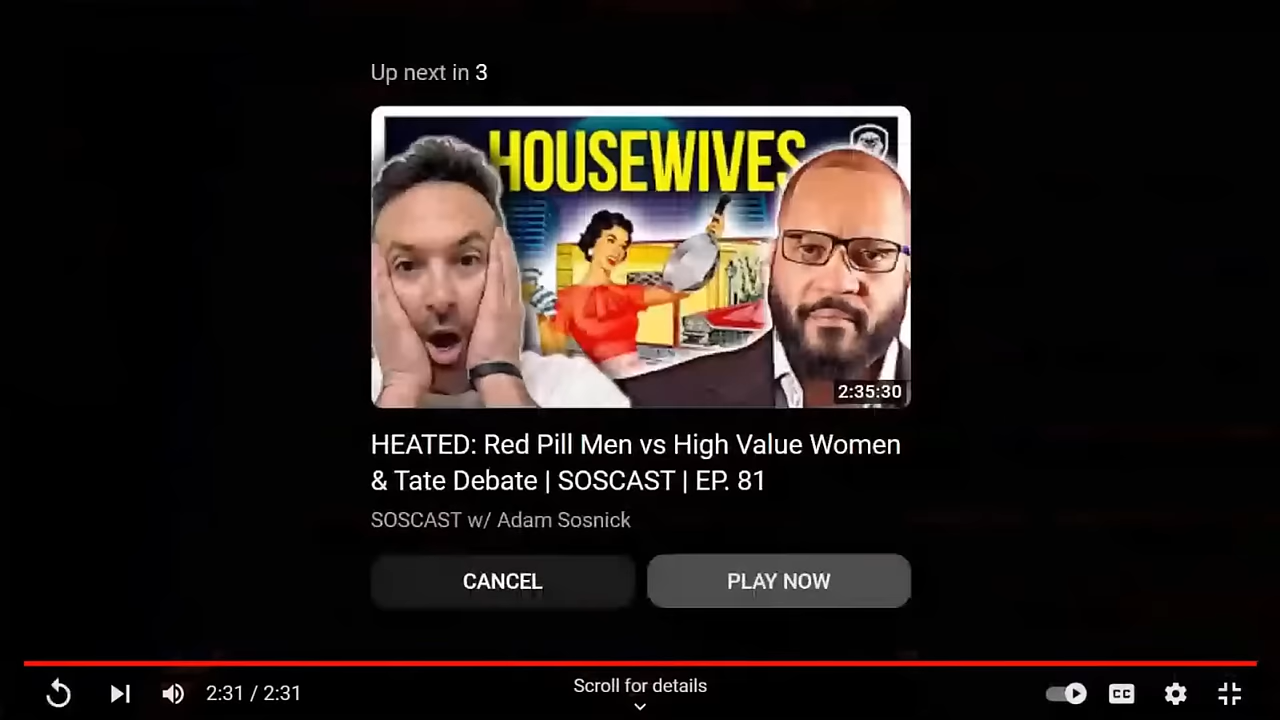 Up next in 3
HOUSEWIVES
2:35:30
HEATED: Red Pill Men vs High Value Women
& Tate Debate | SOSCAST | EP. 81
SOSCAST w/ Adam Sosnick
CANCEL
PLAY NOW
2:31 / 2:31
Scroll for details
CC